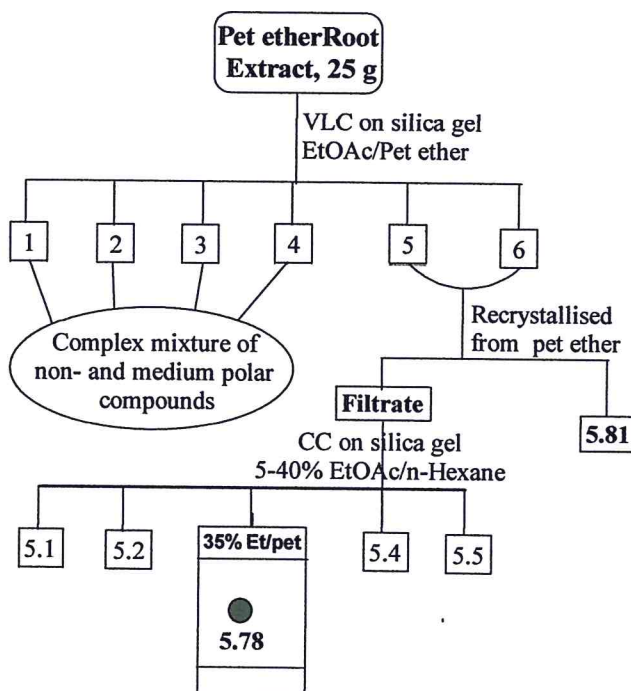 Pet etherRoot
Extract, 25 g
VLC on silica gel
EtOAc/Pet ether
1 2 3 4 5 6
Complex mixture of
non- and medium polar
compounds
Recrystallised
from pet ether
Filtrate
5.81
CC on silica gel
5-40% EtOAc/n-Hexane
5.1 5.2 35% Et/pet 5.4 5.5
5.78